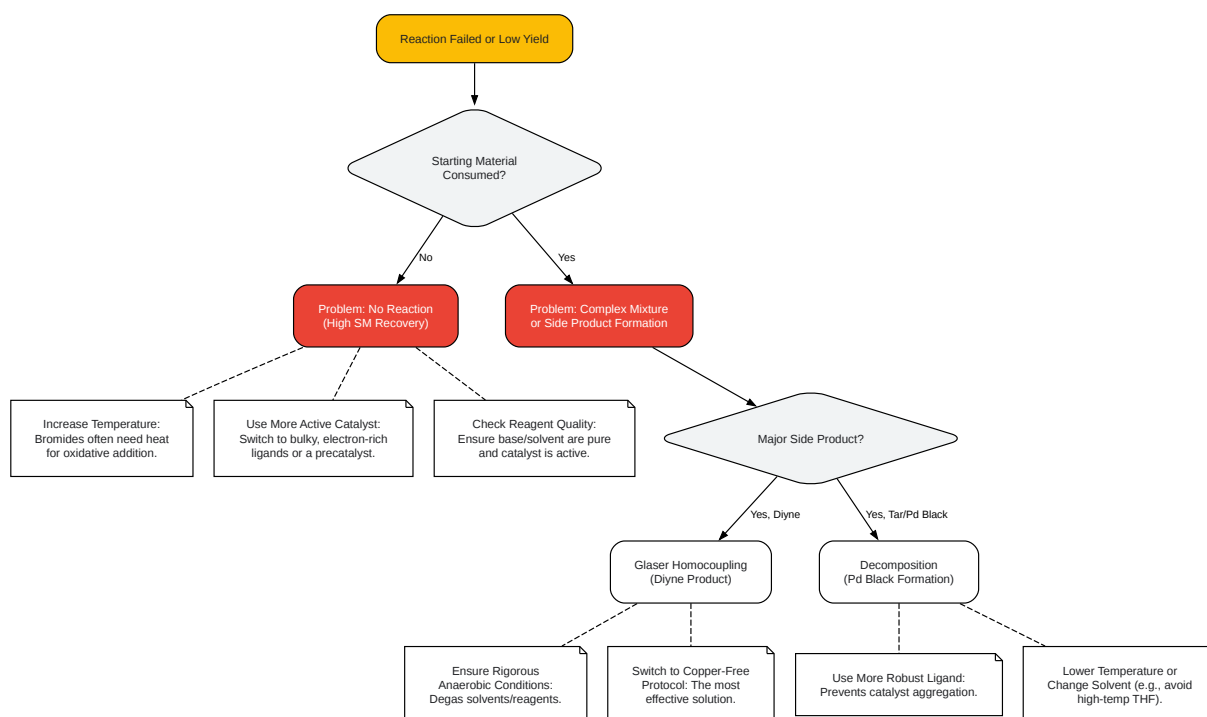 Reaction Failed or Low Yield
Starting Material
Consumed?
No
Yes
Problem: No Reaction
(High SM Recovery)
Problem: Complex Mixture
or Side Product Formation
Increase Temperature:
Bromides often need heat
for oxidative addition.
Use More Active Catalyst:
Switch to bulky, electron-rich
ligands or a precatalyst.
Check Reagent Quality:
Ensure base/solvent are pure
and catalyst is active.
Major Side Product?
Yes, Diyne
Yes, Tar/Pd Black
Glaser Homocoupling
(Diyne Product)
Decomposition
(Pd Black Formation)
Ensure Rigorous
Anaerobic Conditions:
Degas solvents/reagents.
Switch to Copper-Free
Protocol: The most
effective solution.
Use More Robust Ligand:
Prevents catalyst aggregation.
Lower Temperature or
Change Solvent (e.g., avoid
high-temp THF).